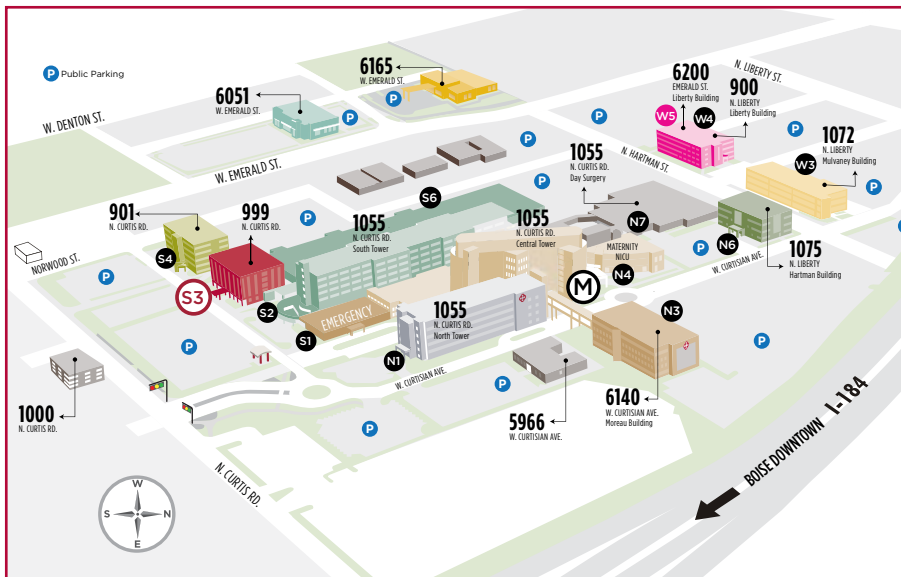 P Public Parking
6165
W. EMERALD ST.
P
6051
W. EMERALD ST.
P
W. DENTON ST.
W. EMERALD ST.
P
P
N. LIBERTY ST.
6200
EMERALD ST.
Liberty Building
900
N. LIBERTY
Liberty Building
W5
W4
P
1072
N. LIBERTY
Mulvaney Building
W3
P
P
N. HARTMAN ST.
1055
N. CURTIS RD.
Day Surgery
P
S6
901
N. CURTIS RD.
999
N. CURTIS RD.
P
1055
N. CURTIS RD.
South Tower
1055
N. CURTIS RD.
Central Tower
N7
MATERNITY
NICU
N4
P
N6
W. CURTISIAN AVE.
1075
N. LIBERTY
Hartman Building
NORWOOD ST.
P
S4
S3
S2
EMERGENCY
S1
M
1055
N. CURTIS RD.
North Tower
N1
N3
P
P
W. CURTISIAN AVE.
P
P
1000
N. CURTIS RD.
5966
W. CURTISIAN AVE.
6140
W. CURTISIAN AVE.
Moreau Building
N. CURTIS RD.
BOISE DOWNTOWN I-184
W
S
N
E